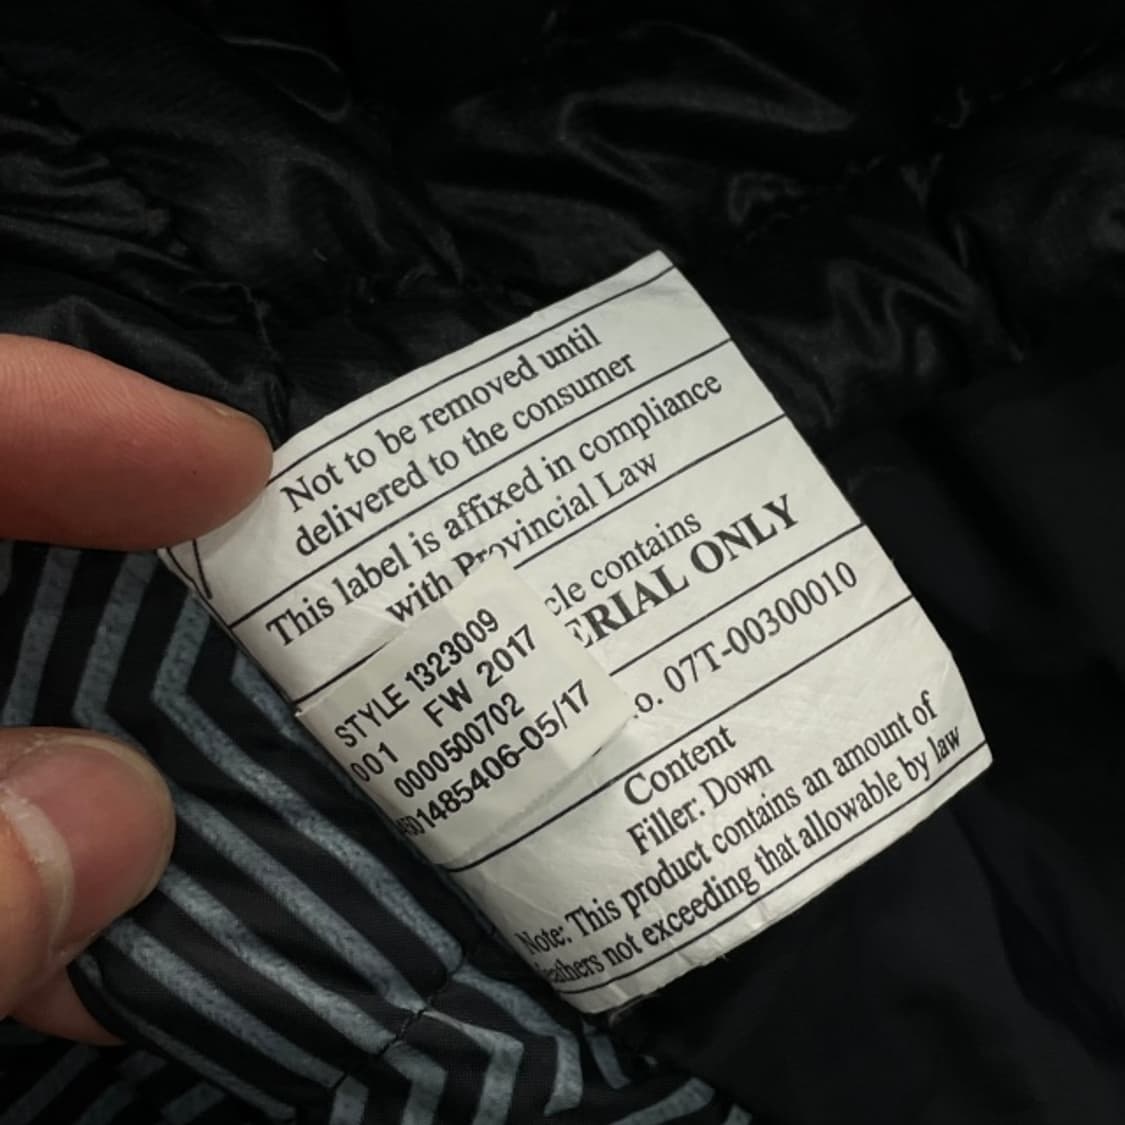 Not to be removed until
delivered to the consumer
This label is affixed in compliance
with Provincial Law
cle contains
ERIAL ONLY
o. 07T-00300010
STYLE 1323009
001 FW 2017
0000500702
01485406-05/17
Content
Filler: Down
Note: This product contains an amount of
eathers not exceeding that allowable by law